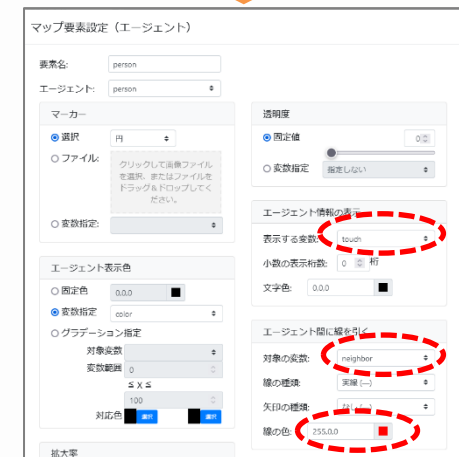 マップ要素設定（エージェント）
要素名: person
エージェント: person
マーカー
選択 円
ファイル: クリックして画像ファイル
を選択、またはファイルを
ドラッグ&ドロップしてく
ださい。
変数指定:
エージェント表示色
固定色 0,0,0
変数指定 color
グラデーション指定
対象変数
変数範囲 0
≤ X ≤
100
対応色 選択 選択
拡大率
透明度
固定値 0
変数指定 指定しない
エージェント情報の表示
表示する変数: touch
小数の表示桁数: 0 桁
文字色: 0,0,0
エージェント間に線を引く
対象の変数: neighbor
線の種類: 実線 (―)
矢印の種類: なし (―)
線の色: 255,0,0